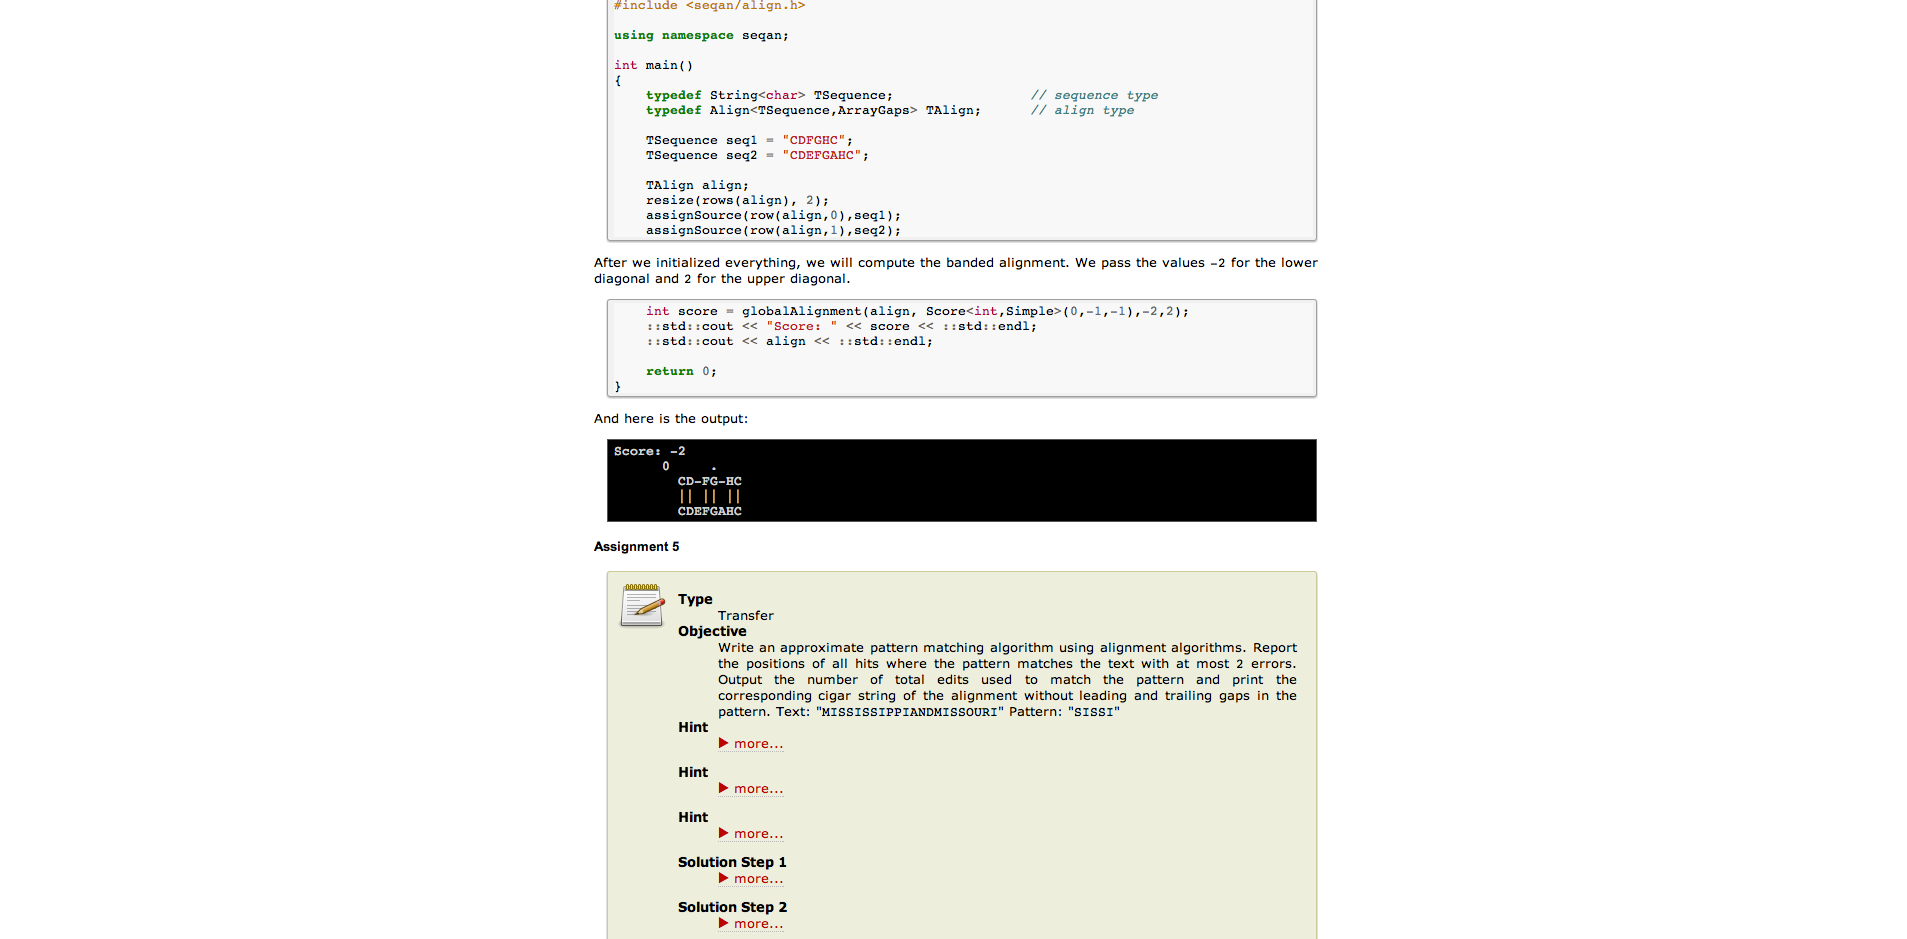 #include <seqan/align.h>
using namespace seqan;
int main()
{
typedef String<char> TSequence; // sequence type
typedef Align<TSequence,ArrayGaps> TAlign; // align type
TSequence seq1 = "CDFGHC";
TSequence seq2 = "CDEFGAHC";
TAlign align;
resize(rows(align), 2);
assignSource(row(align,0),seq1);
assignSource(row(align,1),seq2);
After we initialized everything, we will compute the banded alignment. We pass the values -2 for the lower
diagonal and 2 for the upper diagonal.
int score = globalAlignment(align, Score<int,Simple>(0,-1,-1),-2,2);
::std::cout << "Score: " << score << ::std::endl;
::std::cout << align << ::std::endl;
return 0;
}
And here is the output:
Score: -2
0 .
CD-FG-HC
|| || ||
CDEFGAHC
Assignment 5
Type
Transfer
Objective
Write an approximate pattern matching algorithm using alignment algorithms. Report
the positions of all hits where the pattern matches the text with at most 2 errors.
Output the number of total edits used to match the pattern and print the
corresponding cigar string of the alignment without leading and trailing gaps in the
pattern. Text: "MISSISSIPPIANDMISSOURI" Pattern: "SISSI"
Hint
▶ more...
Hint
▶ more...
Hint
▶ more...
Solution Step 1
▶ more...
Solution Step 2
▶ more...